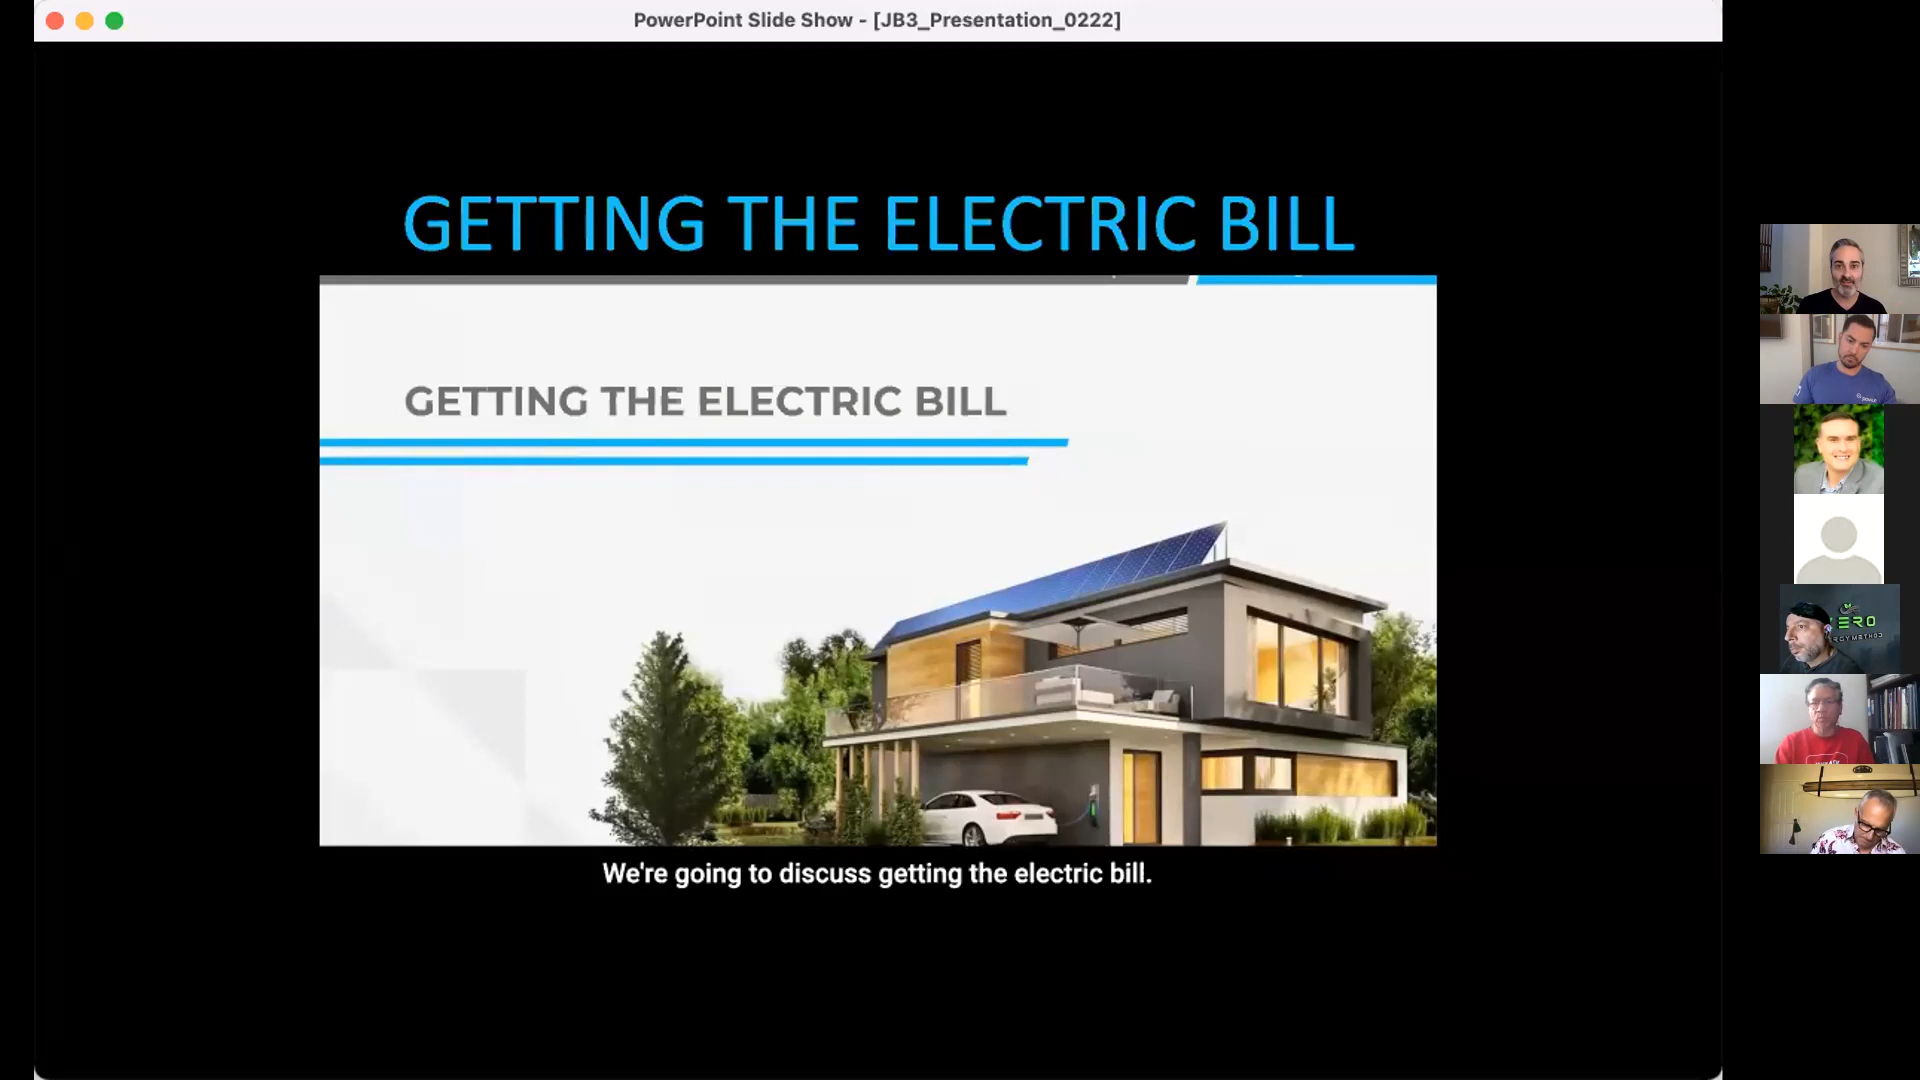 PowerPoint Slide Show - [JB3_Presentation_0222]
GETTING THE ELECTRIC BILL
GETTING THE ELECTRIC BILL
We're going to discuss getting the electric bill.